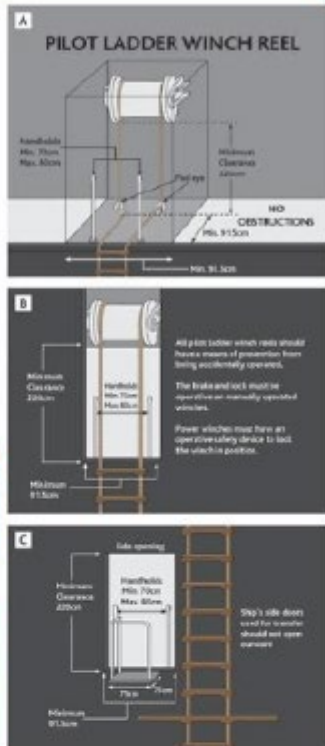 A
PILOT LADDER WINCH REEL
Handholds
Min. 70cm
Max. 80cm
Pad eye
Minimum
Clearance
220cm
NO
OBSTRUCTIONS
Min. 91.5cm
Min. 91.5cm
B
All pilot ladder winch reels should
have a means of prevention from
being accidentally operated.
The brake and lock must be
operative on manually operated
winches.
Power winches must have an
operative safety device to lock
the winch in position.
Minimum
Clearance
220cm
Handholds
Min. 70cm
Max. 80cm
Minimum
91.5cm
C
Side opening
Handholds
Min. 70cm
Max. 80cm
Minimum
Clearance
220cm
Ship's side doors
used for transfer
should not open
outwards
75cm
75cm
Minimum
91.5cm